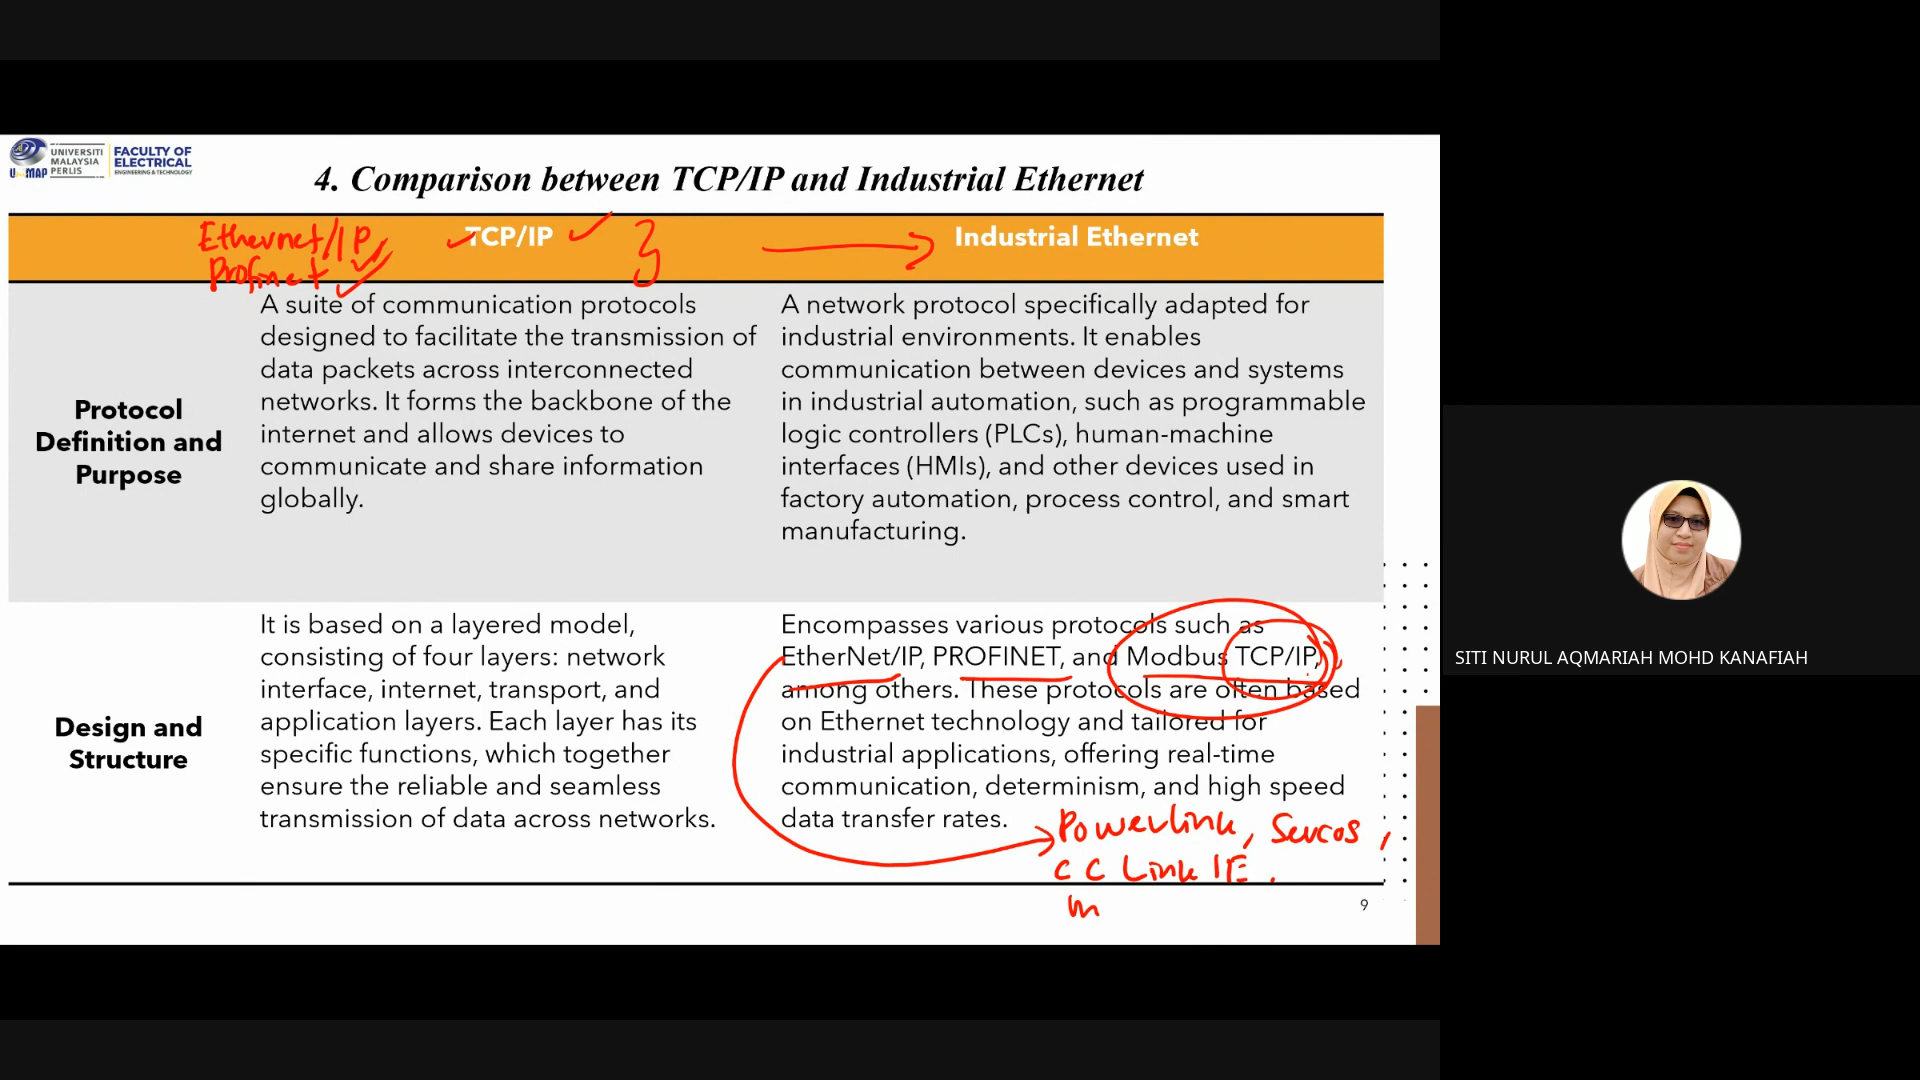 UNIVERSITI
MALAYSIA
PERLIS
UniMAP
FACULTY OF
ELECTRICAL
ENGINEERING & TECHNOLOGY
4. Comparison between TCP/IP and Industrial Ethernet
Ethernet/IP
Profinet
TCP/IP
Industrial Ethernet
Protocol
Definition and
Purpose
A suite of communication protocols
designed to facilitate the transmission of
data packets across interconnected
networks. It forms the backbone of the
internet and allows devices to
communicate and share information
globally.
A network protocol specifically adapted for
industrial environments. It enables
communication between devices and systems
in industrial automation, such as programmable
logic controllers (PLCs), human-machine
interfaces (HMIs), and other devices used in
factory automation, process control, and smart
manufacturing.
Design and
Structure
It is based on a layered model,
consisting of four layers: network
interface, internet, transport, and
application layers. Each layer has its
specific functions, which together
ensure the reliable and seamless
transmission of data across networks.
Encompasses various protocols such as
EtherNet/IP, PROFINET, and Modbus TCP/IP,
among others. These protocols are often based
on Ethernet technology and tailored for
industrial applications, offering real-time
communication, determinism, and high speed
data transfer rates.
Powerlink, Sercos,
CC Link IE.
m
9
SITI NURUL AQMARIAH MOHD KANAFIAH